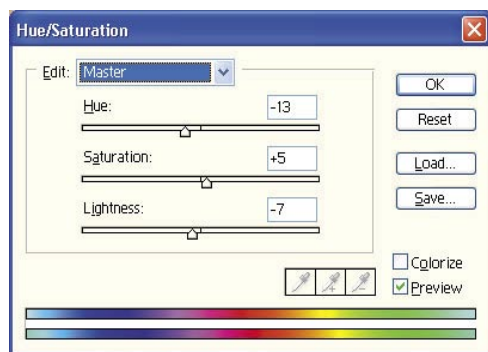 Hue/Saturation
Edit: Master
OK
Hue: -13
Reset
Saturation: +5
Load...
Lightness: -7
Save...
Colorize
Preview